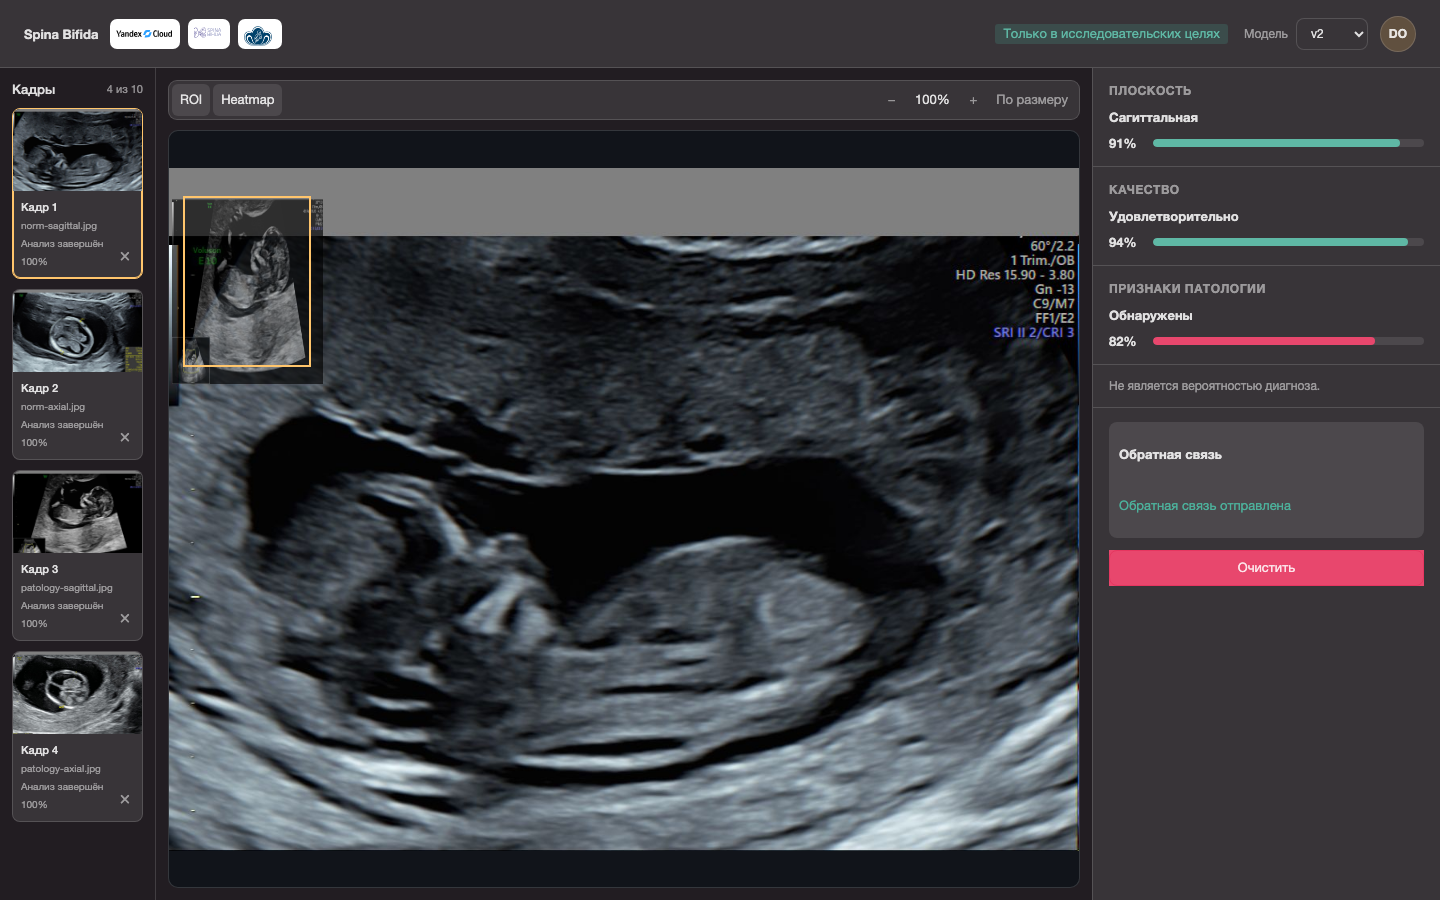 Spina Bifida
Yandex Cloud
SPINA
Только в исследовательских целях
Модель
v2
DO
Кадры
4 из 10
Кадр 1
norm-sagittal.jpg
Анализ завершён
100%
×
Кадр 2
norm-axial.jpg
Анализ завершён
100%
×
Кадр 3
patology-sagittal.jpg
Анализ завершён
100%
×
Кадр 4
patology-axial.jpg
Анализ завершён
100%
×
ROI
Heatmap
−
100%
+
По размеру
60°/2.2
1 Trim./OB
HD Res 15.90 - 3.80
Gn -13
C9/M7
FF1/E2
SRI II 2/CRI 3
ПЛОСКОСТЬ
Сагиттальная
91%
КАЧЕСТВО
Удовлетворительно
94%
ПРИЗНАКИ ПАТОЛОГИИ
Обнаружены
82%
Не является вероятностью диагноза.
Обратная связь
Обратная связь отправлена
Очистить